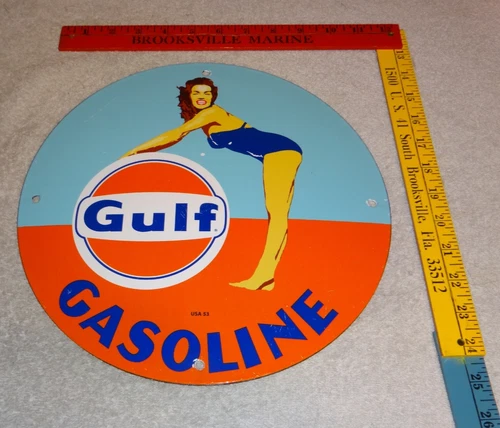 BROOKSVILLE MARINE
1500 U. S. 41 South Brooksville, Fla. 33512
Gulf
USA 53
GASOLINE